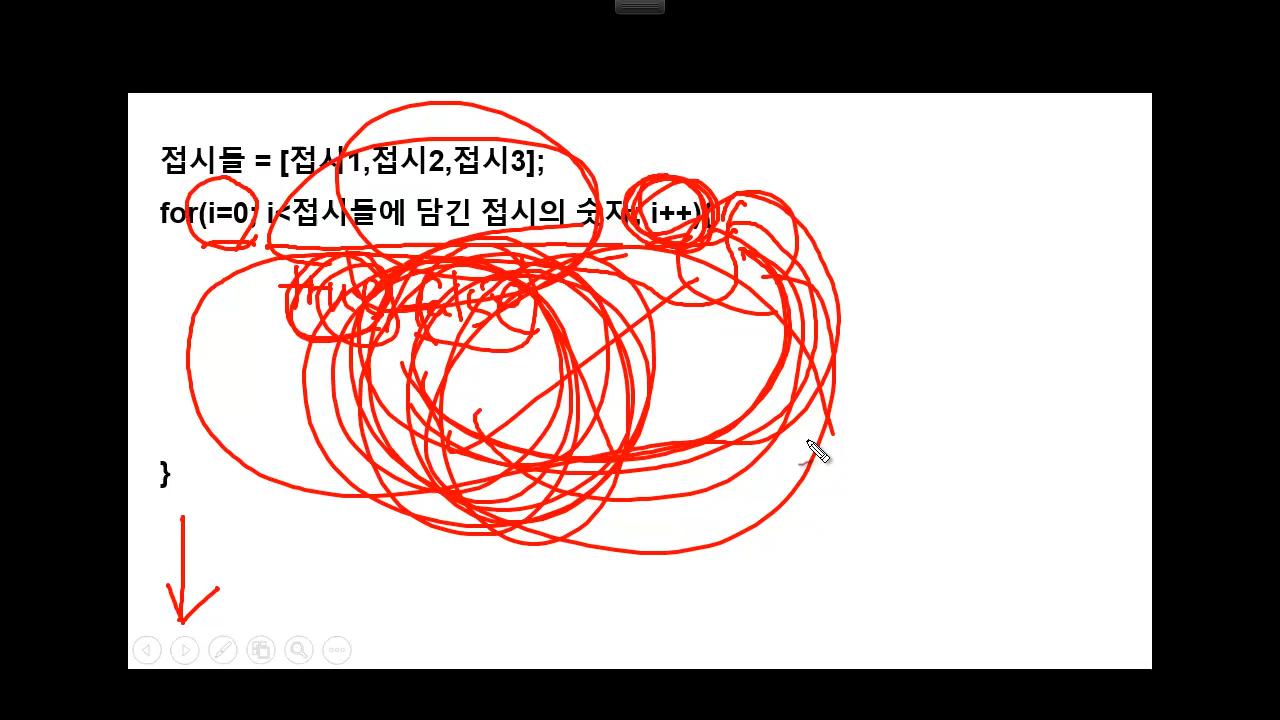 접시들 = [접시1,접시2,접시3];
for(i=0; i<접시들에 담긴 접시의 숫자; i++){
}